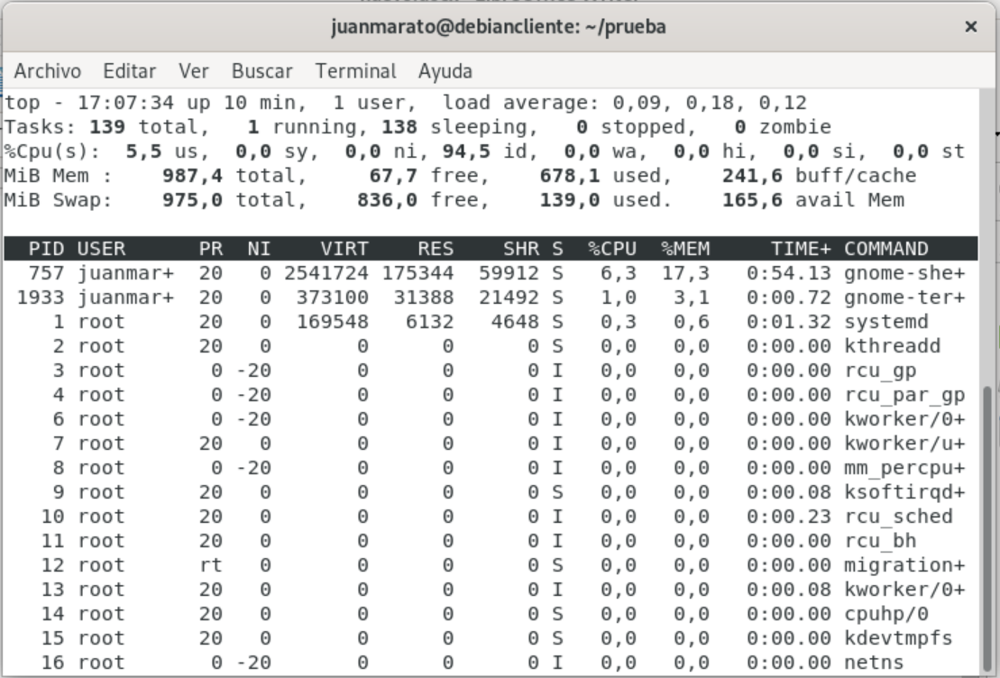 juanmarato@debiancliente: ~/prueba
Archivo Editar Ver Buscar Terminal Ayuda
top - 17:07:34 up 10 min,  1 user,  load average: 0,09, 0,18, 0,12
Tasks: 139 total,   1 running, 138 sleeping,   0 stopped,   0 zombie
%Cpu(s):  5,5 us,  0,0 sy,  0,0 ni, 94,5 id,  0,0 wa,  0,0 hi,  0,0 si,  0,0 st
MiB Mem :    987,4 total,     67,7 free,    678,1 used,    241,6 buff/cache
MiB Swap:    975,0 total,    836,0 free,    139,0 used.    165,6 avail Mem
PID USER PR NI VIRT RES SHR S %CPU %MEM TIME+ COMMAND
757 juanmar+ 20 0 2541724 175344 59912 S 6,3 17,3 0:54.13 gnome-she+
1933 juanmar+ 20 0 373100 31388 21492 S 1,0 3,1 0:00.72 gnome-ter+
1 root 20 0 169548 6132 4648 S 0,3 0,6 0:01.32 systemd
2 root 20 0 0 0 0 S 0,0 0,0 0:00.00 kthreadd
3 root 0 -20 0 0 0 I 0,0 0,0 0:00.00 rcu_gp
4 root 0 -20 0 0 0 I 0,0 0,0 0:00.00 rcu_par_gp
6 root 0 -20 0 0 0 I 0,0 0,0 0:00.00 kworker/0+
7 root 20 0 0 0 0 I 0,0 0,0 0:00.00 kworker/u+
8 root 0 -20 0 0 0 I 0,0 0,0 0:00.00 mm_percpu+
9 root 20 0 0 0 0 S 0,0 0,0 0:00.08 ksoftirqd+
10 root 20 0 0 0 0 I 0,0 0,0 0:00.23 rcu_sched
11 root 20 0 0 0 0 I 0,0 0,0 0:00.00 rcu_bh
12 root rt 0 0 0 0 S 0,0 0,0 0:00.00 migration+
13 root 20 0 0 0 0 I 0,0 0,0 0:00.08 kworker/0+
14 root 20 0 0 0 0 S 0,0 0,0 0:00.00 cpuhp/0
15 root 20 0 0 0 0 S 0,0 0,0 0:00.00 kdevtmpfs
16 root 0 -20 0 0 0 I 0,0 0,0 0:00.00 netns